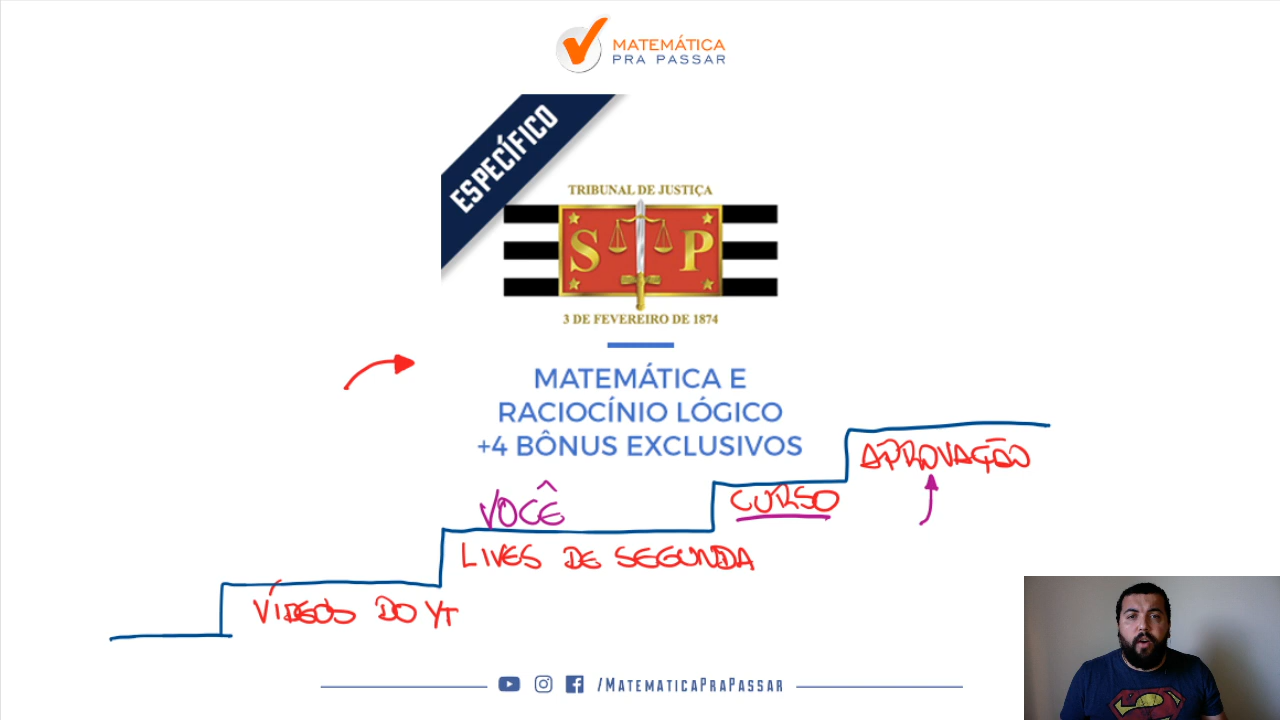 MATEMÁTICA
PRA PASSAR
ESPECÍFICO
TRIBUNAL DE JUSTIÇA
S P
3 DE FEVEREIRO DE 1874
MATEMÁTICA E
RACIOCÍNIO LÓGICO
+4 BÔNUS EXCLUSIVOS
APROVAÇÃO
CURSO
VOCÊ
LIVES DE SEGUNDA
VÍDEOS DO YT
/MATEMATICAPRAPASSAR